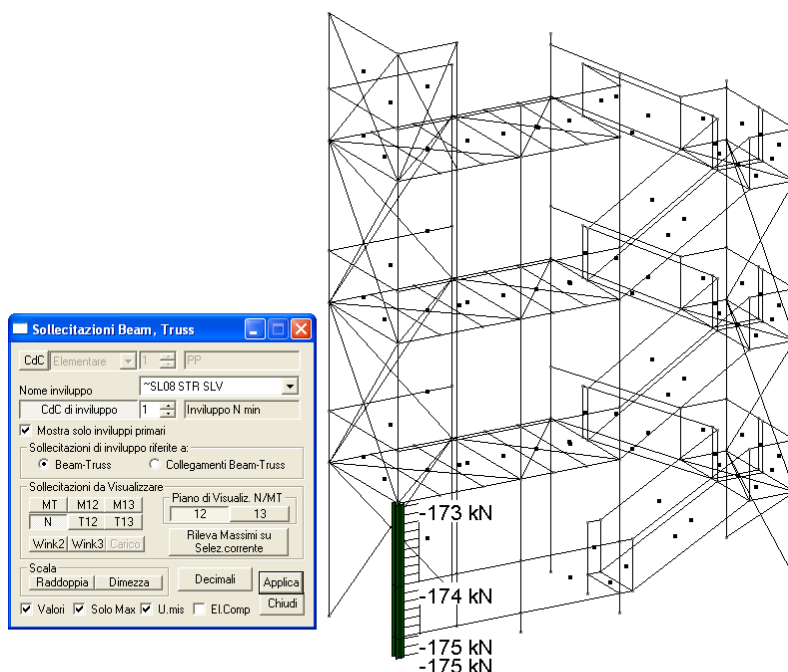 Sollecitazioni Beam, Truss
CdC Elementare 1 PP
Nome inviluppo ~SL08 STR SLV
CdC di inviluppo 1 Inviluppo N min
Mostra solo inviluppi primari
Sollecitazioni di inviluppo riferite a:
Beam-Truss Collegamenti Beam-Truss
Sollecitazioni da Visualizzare
MT M12 M13
N T12 T13
Wink2 Wink3 Carico
Piano di Visualiz. N/MT
12 13
Rileva Massimi su
Selez.corrente
Scala
Raddoppia Dimezza
Decimali
Applica
Chiudi
Valori Solo Max U.mis El.Comp
-173 kN
-174 kN
-175 kN
-175 kN